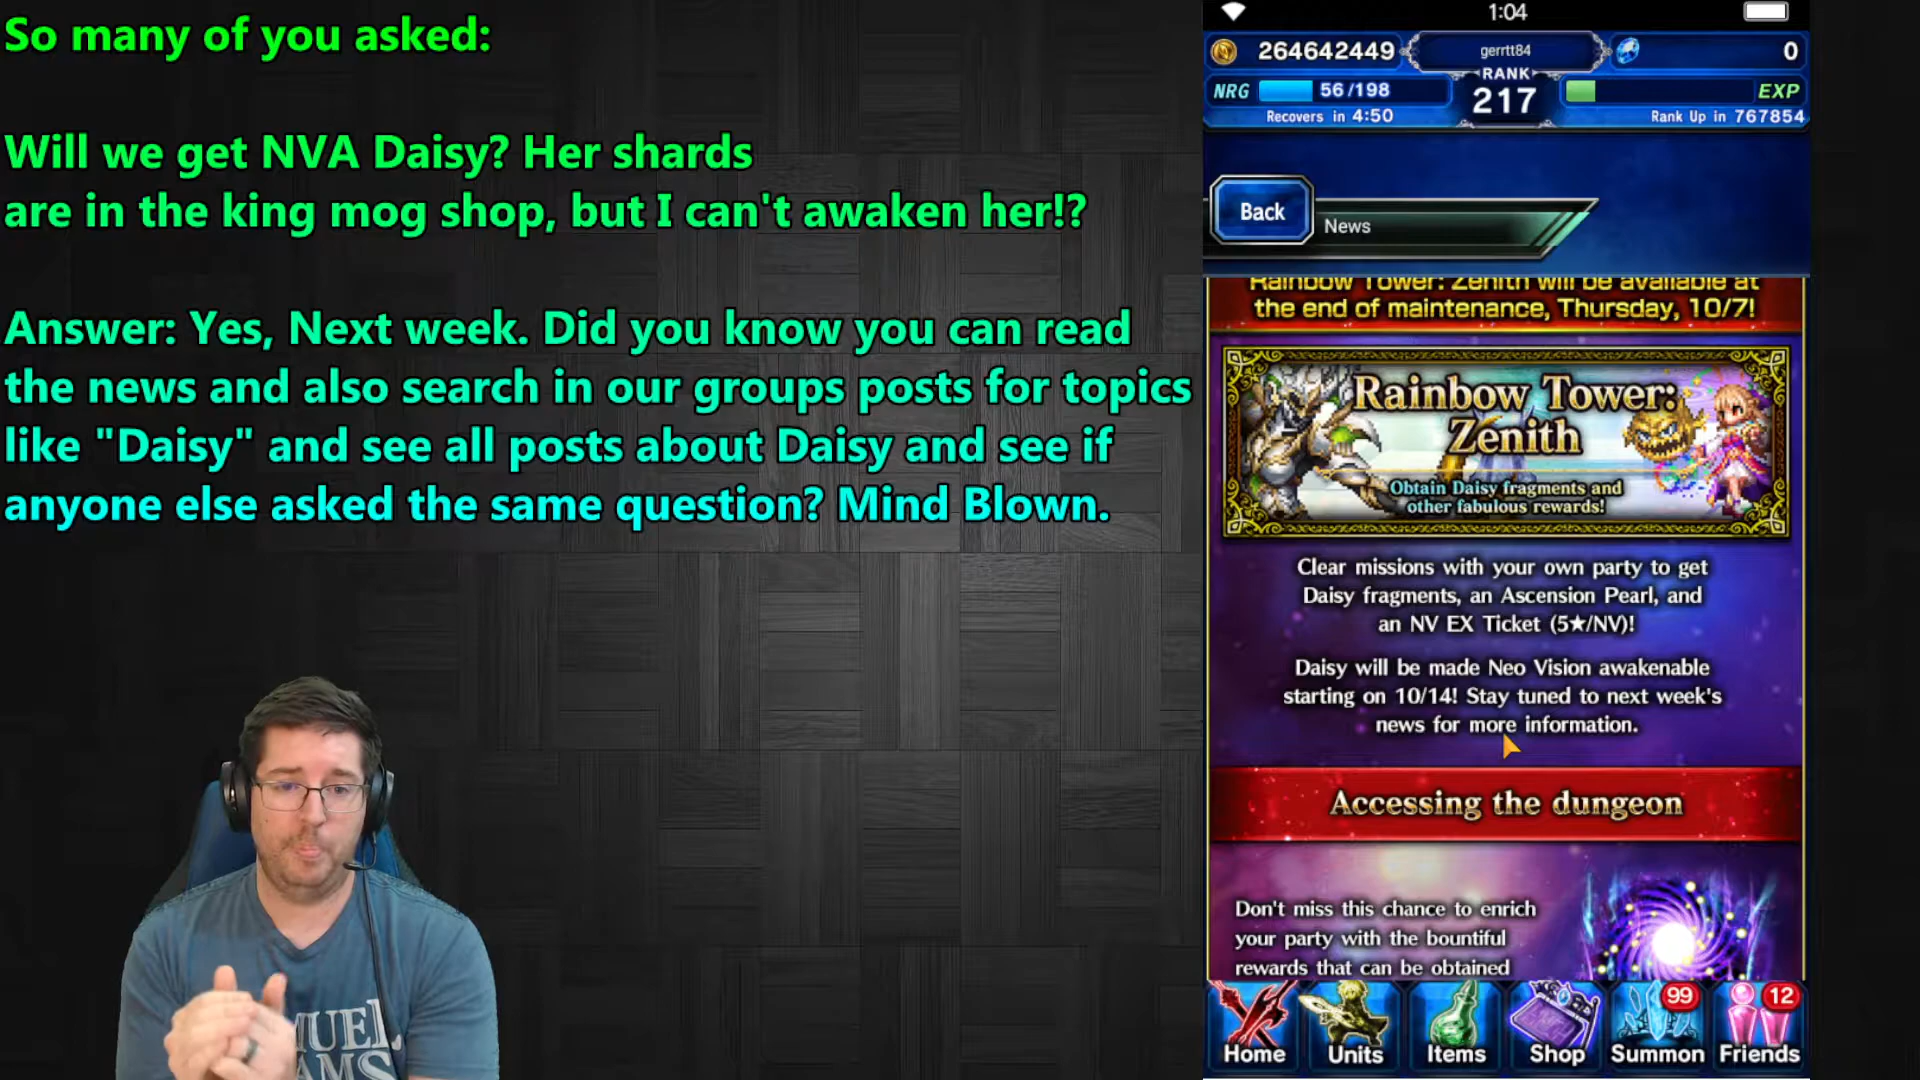 So many of you asked:
Will we get NVA Daisy? Her shards
are in the king mog shop, but I can't awaken her!?
Answer: Yes, Next week. Did you know you can read
the news and also search in our groups posts for topics
like "Daisy" and see all posts about Daisy and see if
anyone else asked the same question? Mind Blown.
1:04
264642449
gerrtt84
0
RANK
217
NRG
56/198
Recovers in 4:50
EXP
Rank Up in 767854
Back
News
Rainbow Tower: Zenith will be available at
the end of maintenance, Thursday, 10/7!
Rainbow Tower:
Zenith
Obtain Daisy fragments and
other fabulous rewards!
Clear missions with your own party to get
Daisy fragments, an Ascension Pearl, and
an NV EX Ticket (5★/NV)!
Daisy will be made Neo Vision awakenable
starting on 10/14! Stay tuned to next week's
news for more information.
Accessing the dungeon
Don't miss this chance to enrich
your party with the bountiful
rewards that can be obtained
99
12
Home
Units
Items
Shop
Summon
Friends